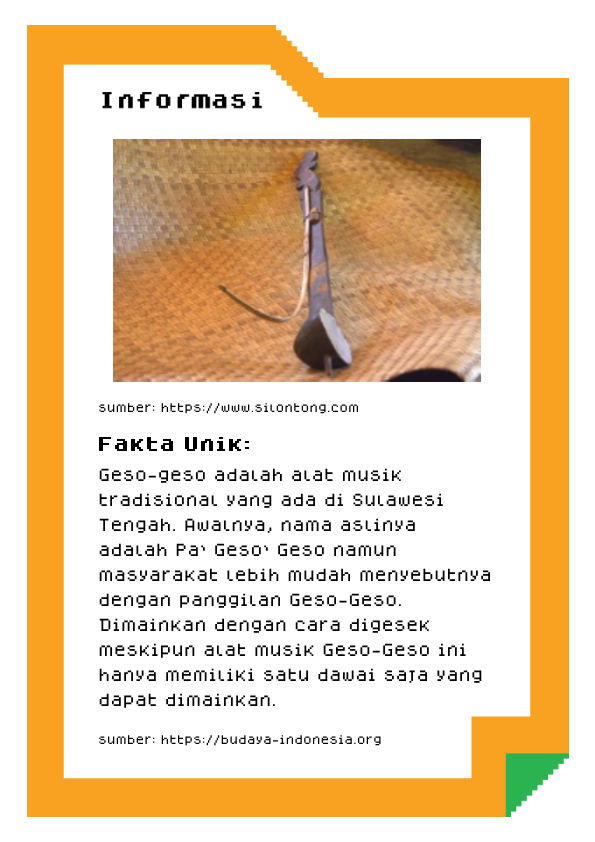 Informasi
sumber: https://www.silontong.com
Fakta Unik:
Geso-geso adalah alat musik
tradisional yang ada di Sulawesi
Tengah. Awalnya, nama aslinya
adalah Pa' Geso' Geso namun
masyarakat lebih mudah menyebutnya
dengan panggilan Geso-Geso.
Dimainkan dengan cara digesek
meskipun alat musik Geso-Geso ini
hanya memiliki satu dawai saja yang
dapat dimainkan.
sumber: https://budaya-indonesia.org